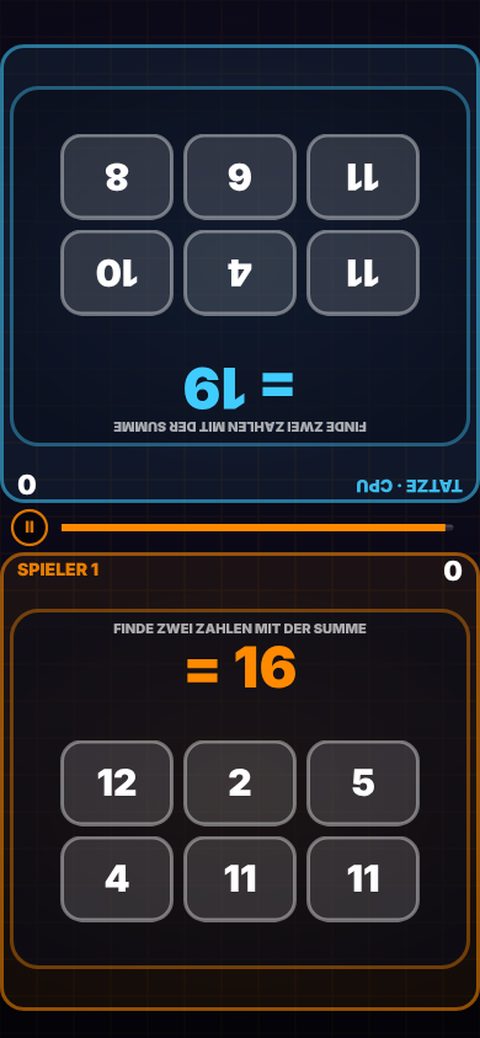 TATZE · CPU
0
FINDE ZWEI ZAHLEN MIT DER SUMME
= 19
11 4 10
11 6 8
SPIELER 1
0
FINDE ZWEI ZAHLEN MIT DER SUMME
= 16
12 2 5
4 11 11